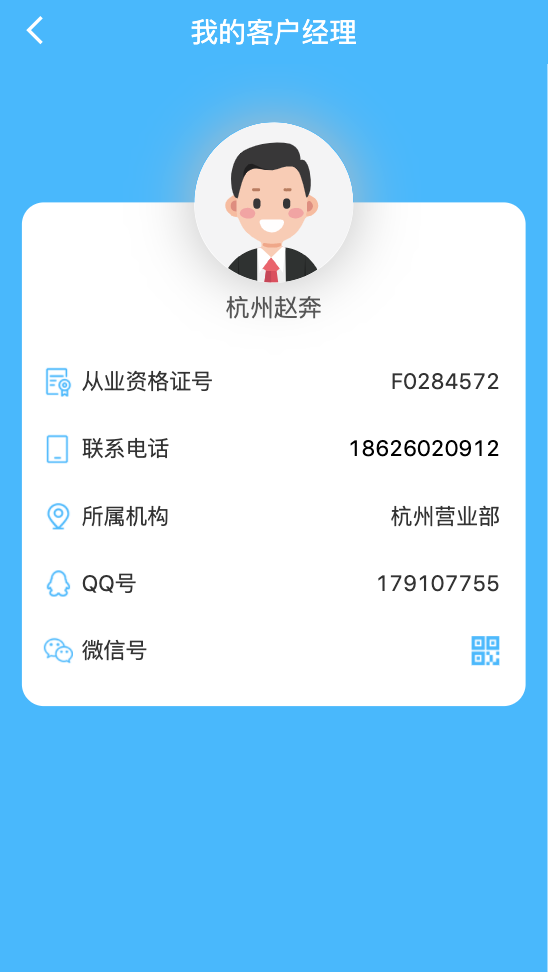 我的客户经理
杭州赵奔
从业资格证号 F0284572
联系电话 18626020912
所属机构 杭州营业部
QQ号 179107755
微信号